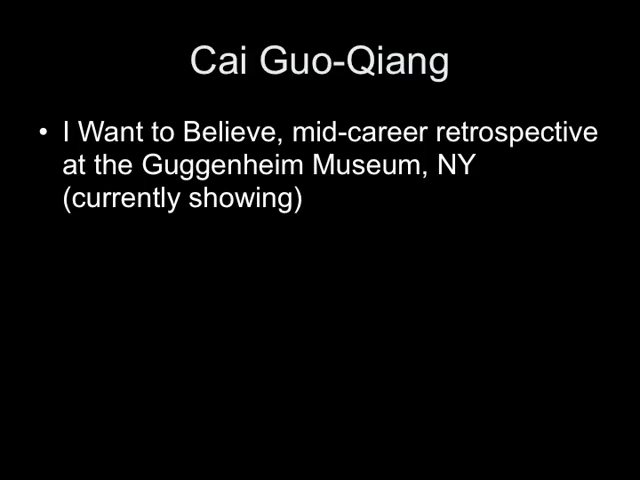 Cai Guo-Qiang
• I Want to Believe, mid-career retrospective
at the Guggenheim Museum, NY
(currently showing)